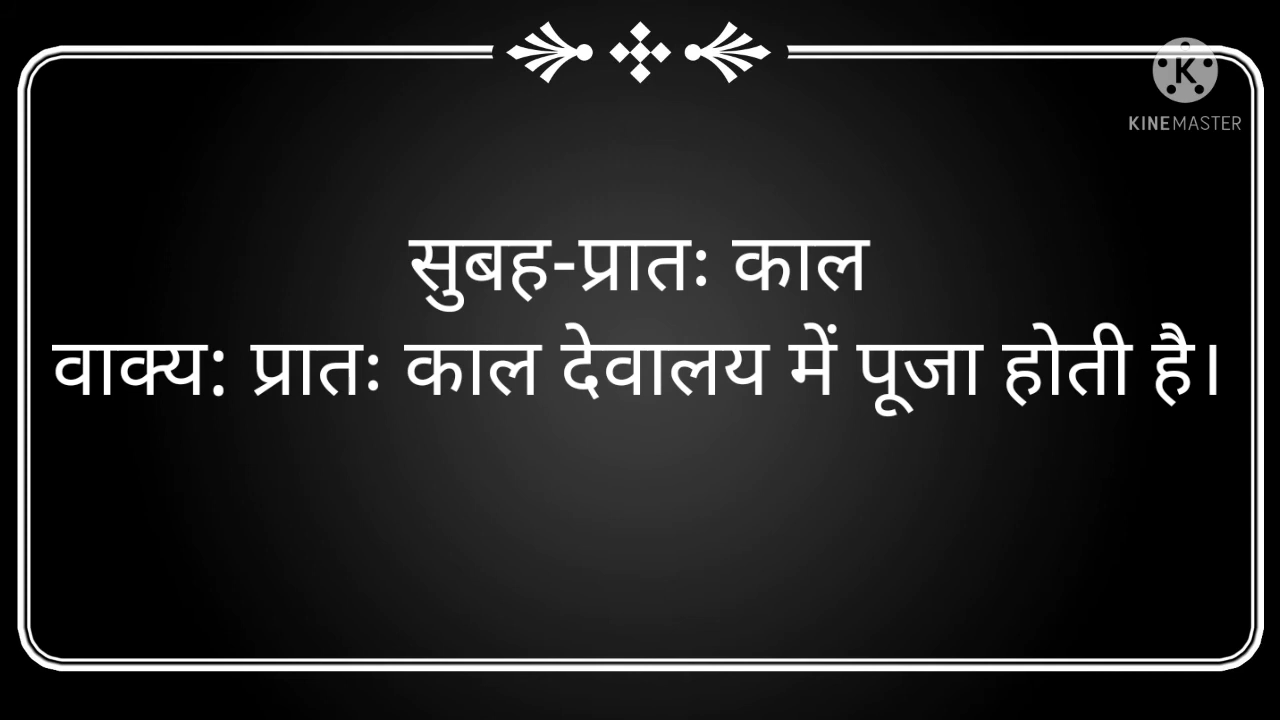 KINEMASTER
सुबह-प्रातः काल
वाक्य: प्रातः काल देवालय में पूजा होती है।